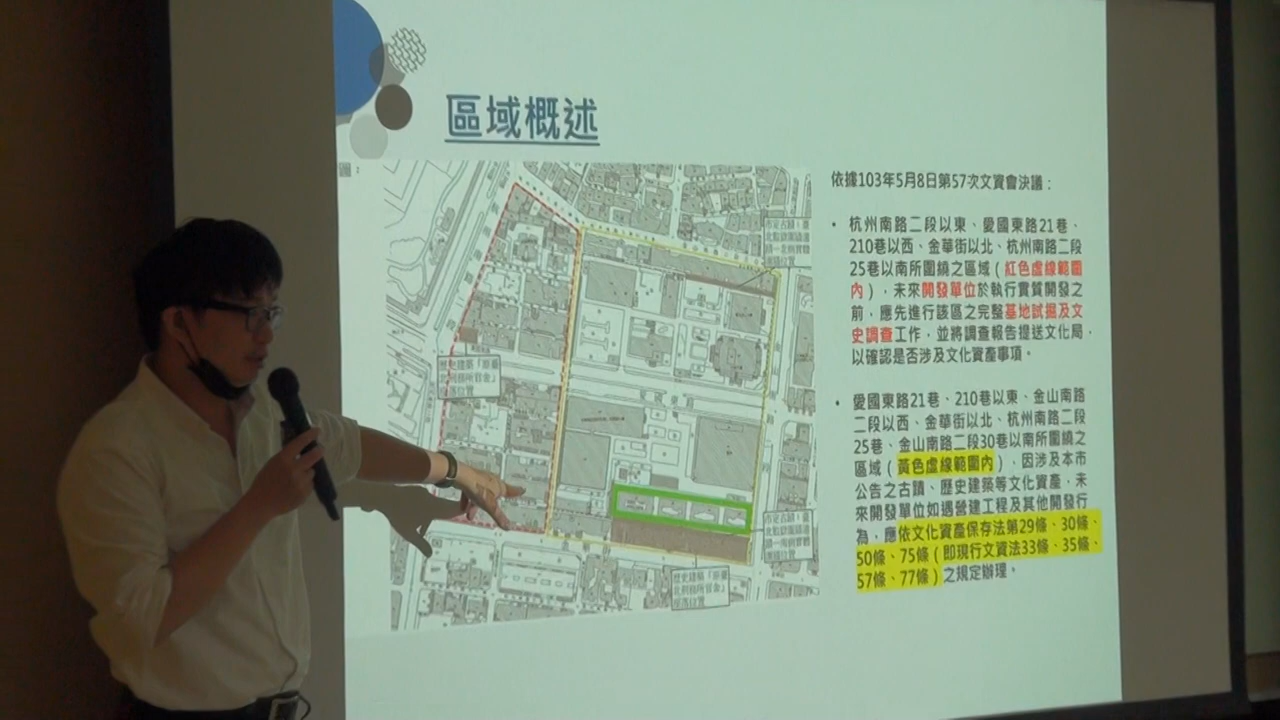 區域概述
依據103年5月8日第57次文資會決議：
• 杭州南路二段以東、愛國東路21巷、
210巷以西、金華街以北、杭州南路二段
25巷以南所圍繞之區域（紅色虛線範圍
內），未來開發單位於執行實質開發之
前，應先進行該區之完整基地試掘及文
史調查工作，並將調查報告提送文化局，
以確認是否涉及文化資產事項。
• 愛國東路21巷、210巷以東、金山南路
二段以西、金華街以北、杭州南路二段
25巷、金山南路二段30巷以南所圍繞之
區域（黃色虛線範圍內），因涉及本市
公告之古蹟、歷史建築等文化資產，未
來開發單位如遇營建工程及其他開發行
為，應依文化資產保存法第29條、30條、
50條、75條（即現行文資法33條、35條、
57條、77條）之規定辦理。
歷史建築「原臺
北刑務所官舍」